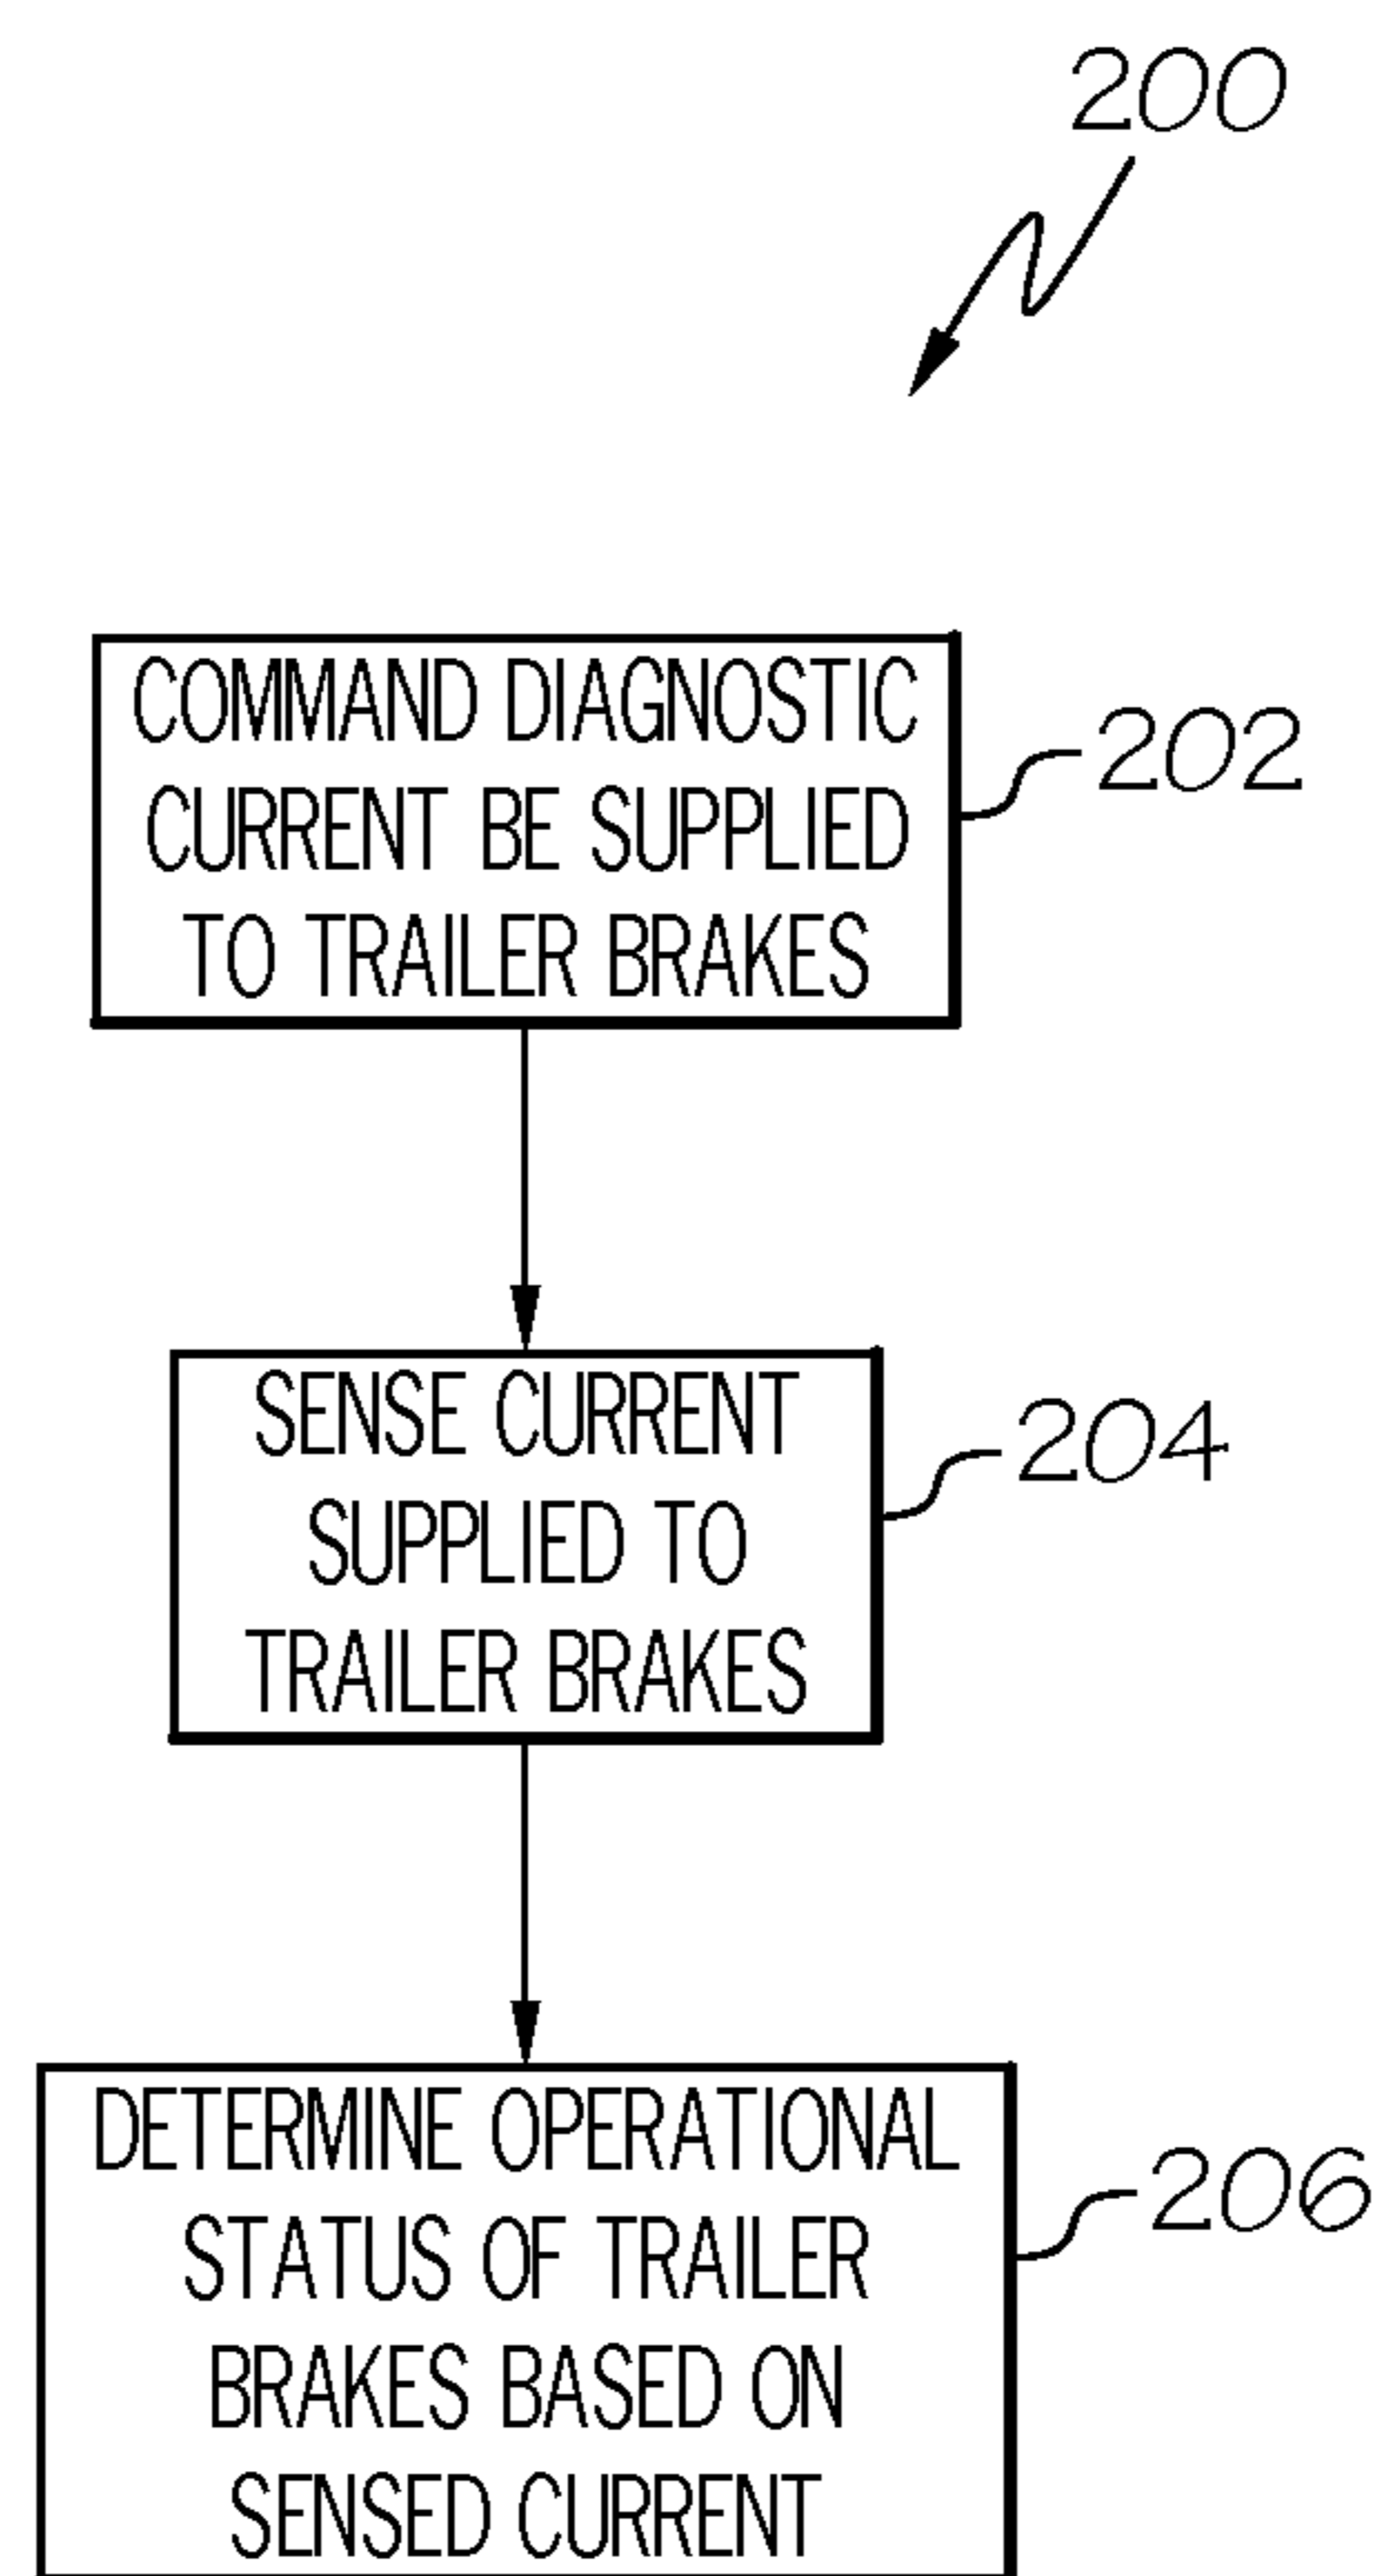 200
COMMAND DIAGNOSTIC
CURRENT BE SUPPLIED
TO TRAILER BRAKES
202
SENSE CURRENT
SUPPLIED TO
TRAILER BRAKES
204
DETERMINE OPERATIONAL
STATUS OF TRAILER
BRAKES BASED ON
SENSED CURRENT
206